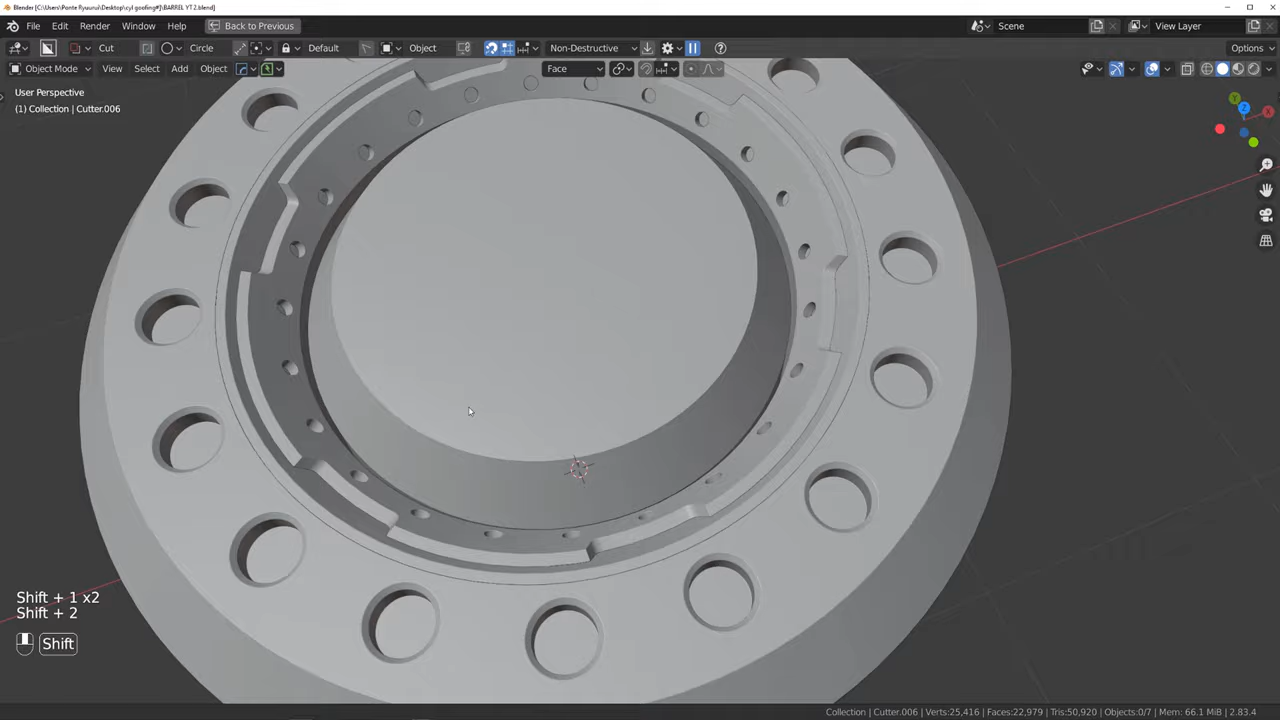 Blender [C:\Users\Ponte Ryuurui\Desktop\cyl goofing#]\BARREL YT 2.blend]
File Edit Render Window Help Back to Previous Scene View Layer
Cut Circle Default Object Non-Destructive Options
Object Mode View Select Add Object Face
User Perspective
(1) Collection | Cutter.006
Y
Z
X
Shift + 1 x2
Shift + 2
Shift
Collection | Cutter.006 | Verts:25,416 | Faces:22,979 | Tris:50,920 | Objects:0/7 | Mem: 66.1 MiB | 2.83.4